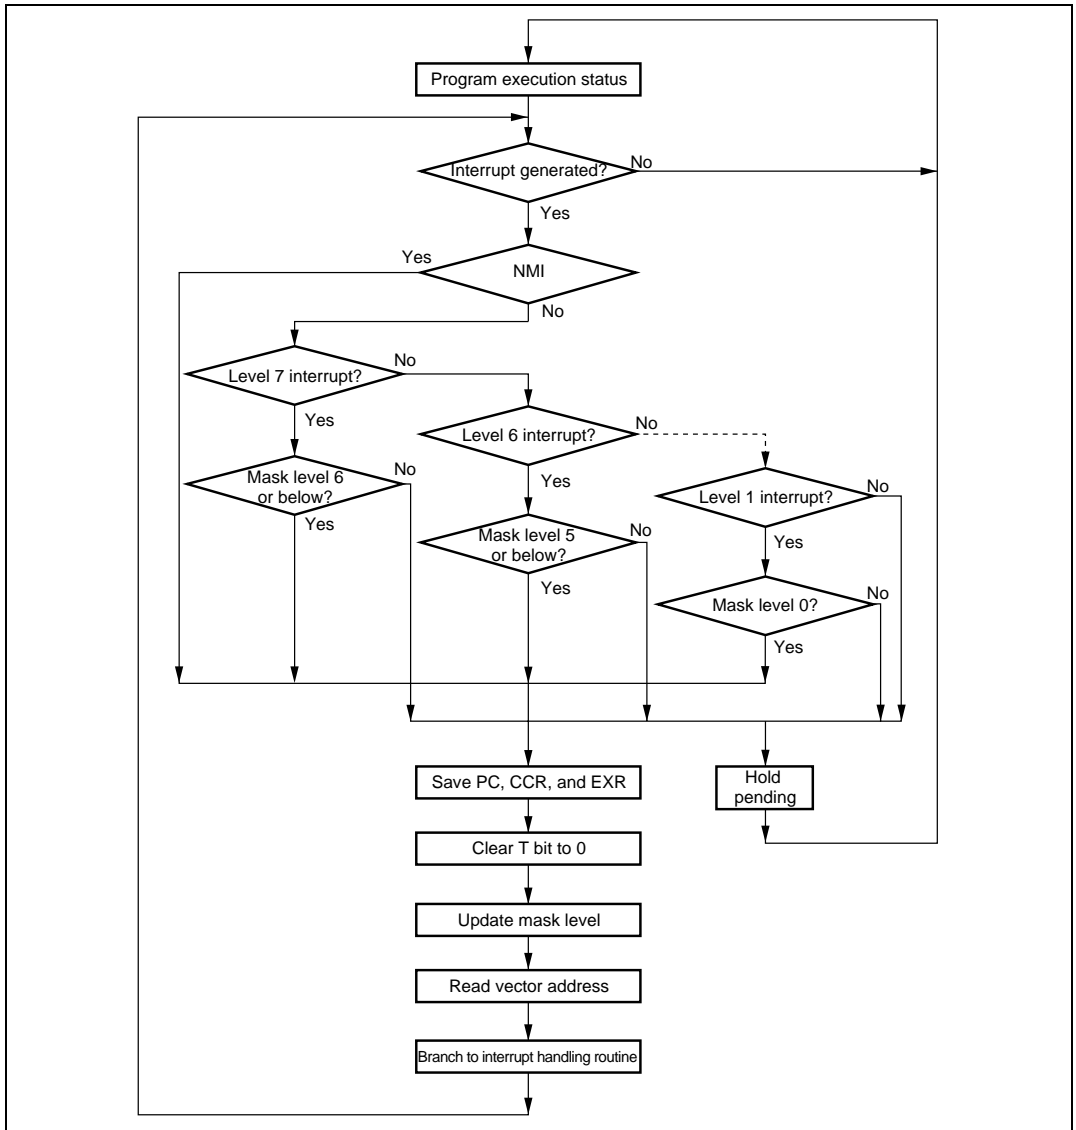 Program execution status
Interrupt generated?
No
Yes
Yes
NMI
No
Level 7 interrupt?
No
Yes
Level 6 interrupt?
No
Yes
Mask level 6
or below?
No
Yes
Level 1 interrupt?
No
Yes
Mask level 5
or below?
No
Yes
Mask level 0?
No
Yes
Save PC, CCR, and EXR
Hold
pending
Clear T bit to 0
Update mask level
Read vector address
Branch to interrupt handling routine